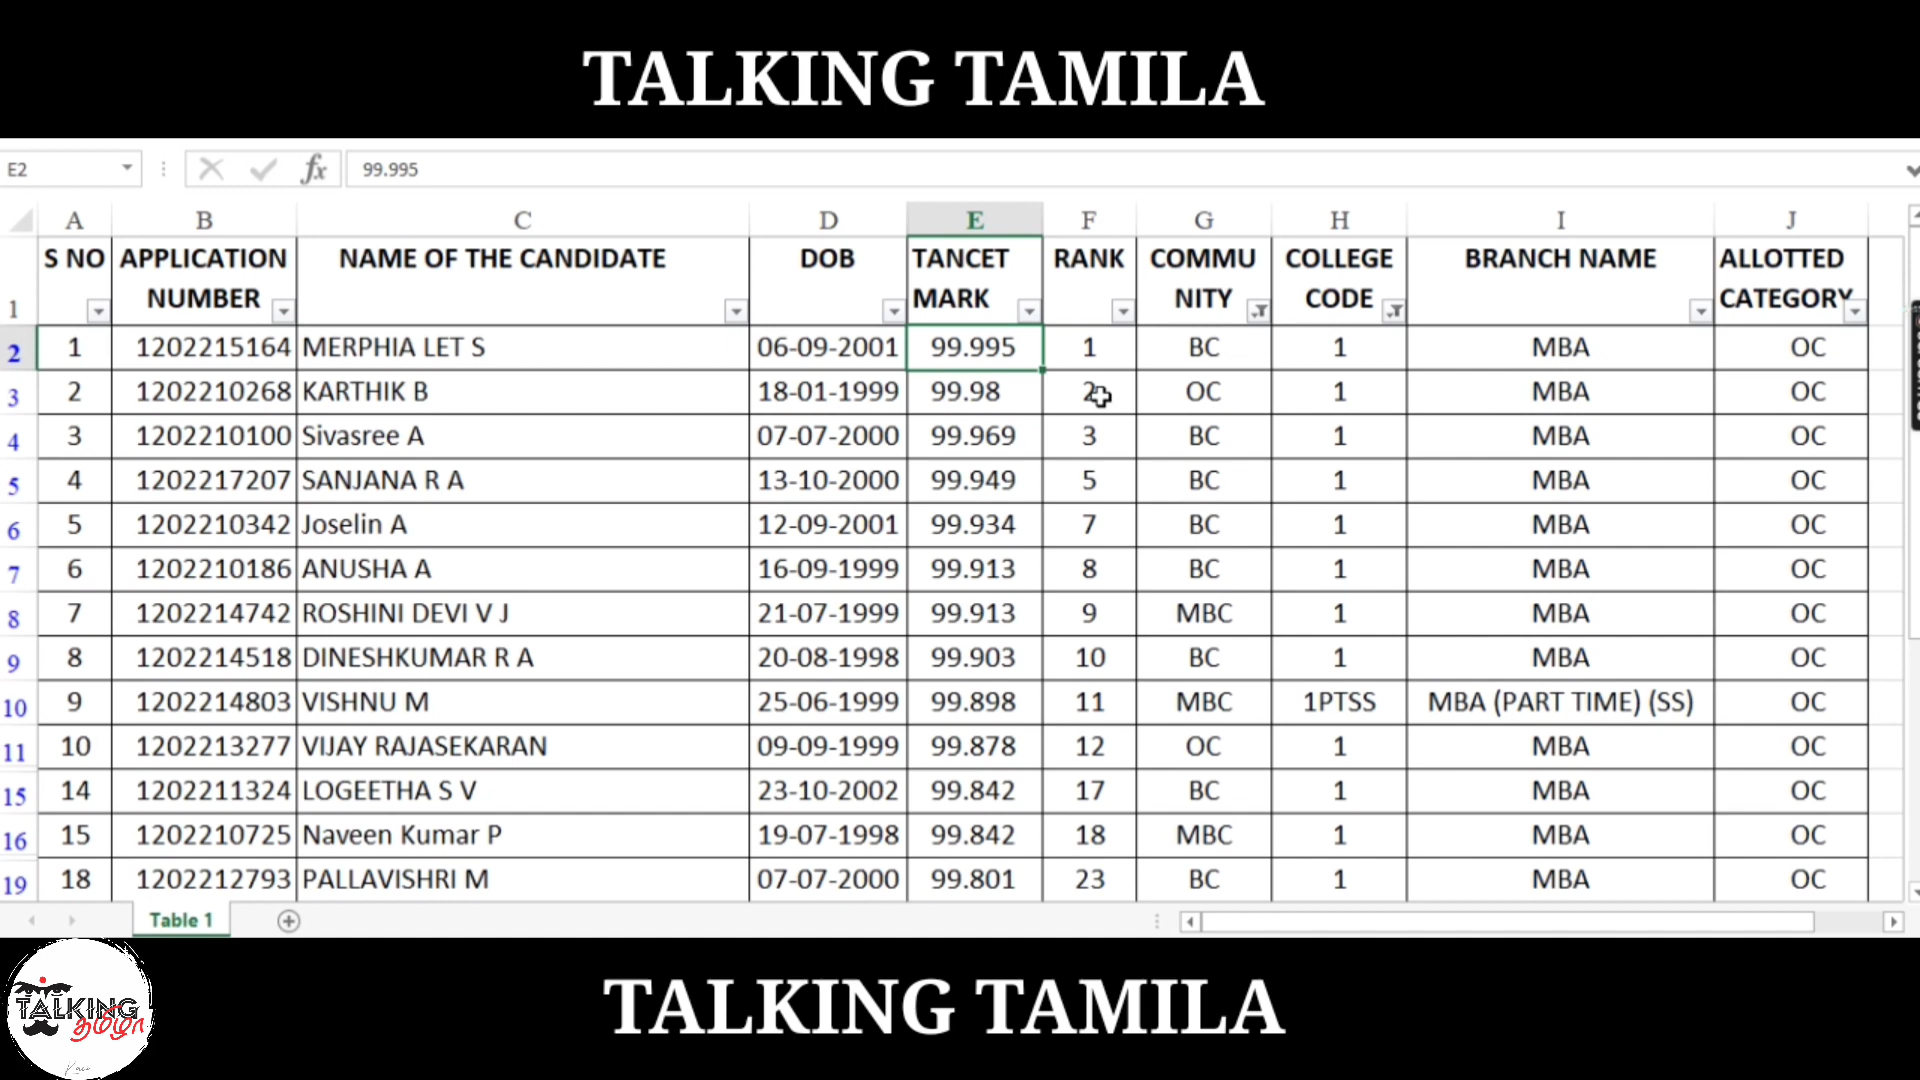 TALKING TAMILA
E2 fx 99.995
A B C D E F G H I J
S NO APPLICATION NUMBER NAME OF THE CANDIDATE DOB TANCET MARK RANK COMMU NITY COLLEGE CODE BRANCH NAME ALLOTTED CATEGORY
1
2 1 1202215164 MERPHIA LET S 06-09-2001 99.995 1 BC 1 MBA OC
3 2 1202210268 KARTHIK B 18-01-1999 99.98 2 OC 1 MBA OC
4 3 1202210100 Sivasree A 07-07-2000 99.969 3 BC 1 MBA OC
5 4 1202217207 SANJANA R A 13-10-2000 99.949 5 BC 1 MBA OC
6 5 1202210342 Joselin A 12-09-2001 99.934 7 BC 1 MBA OC
7 6 1202210186 ANUSHA A 16-09-1999 99.913 8 BC 1 MBA OC
8 7 1202214742 ROSHINI DEVI V J 21-07-1999 99.913 9 MBC 1 MBA OC
9 8 1202214518 DINESHKUMAR R A 20-08-1998 99.903 10 BC 1 MBA OC
10 9 1202214803 VISHNU M 25-06-1999 99.898 11 MBC 1PTSS MBA (PART TIME) (SS) OC
11 10 1202213277 VIJAY RAJASEKARAN 09-09-1999 99.878 12 OC 1 MBA OC
15 14 1202211324 LOGEETHA S V 23-10-2002 99.842 17 BC 1 MBA OC
16 15 1202210725 Naveen Kumar P 19-07-1998 99.842 18 MBC 1 MBA OC
19 18 1202212793 PALLAVISHRI M 07-07-2000 99.801 23 BC 1 MBA OC
Table 1
TALKING
தமிழா
TALKING TAMILA